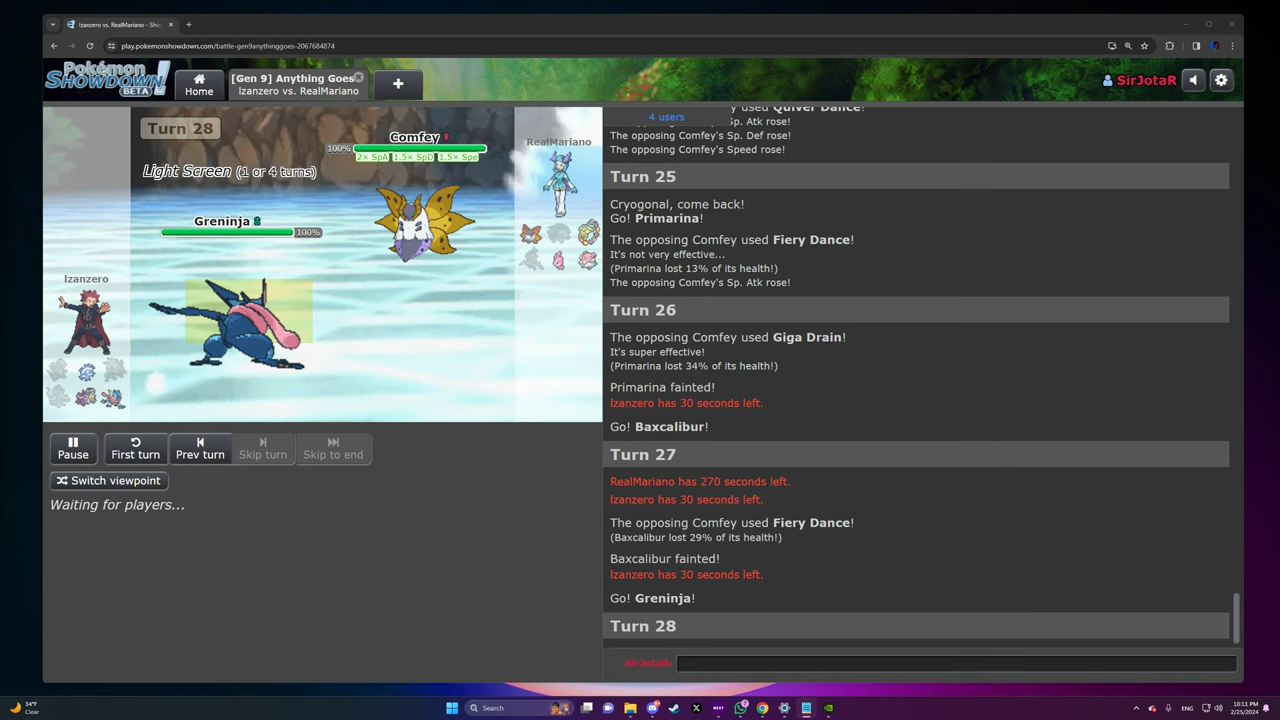 Izanzero vs. RealMariano - Sho
play.pokemonshowdown.com/battle-gen9anythinggoes-2067684874
Pokémon
SHOWDOWN!
BETA
Home
[Gen 9] Anything Goes
Izanzero vs. RealMariano
SirJotaR
Turn 28
Light Screen (1 or 4 turns)
Comfey
100%
2× SpA 1.5× SpD 1.5× Spe
Greninja
100%
RealMariano
Izanzero
Pause
First turn
Prev turn
Skip turn
Skip to end
Switch viewpoint
Waiting for players...
4 users
The opposing Comfey's Sp. Def rose!
The opposing Comfey's Speed rose!
Turn 25
Cryogonal, come back!
Go! Primarina!
The opposing Comfey used Fiery Dance!
It's not very effective...
(Primarina lost 13% of its health!)
The opposing Comfey's Sp. Atk rose!
Turn 26
The opposing Comfey used Giga Drain!
It's super effective!
(Primarina lost 34% of its health!)
Primarina fainted!
Izanzero has 30 seconds left.
Go! Baxcalibur!
Turn 27
RealMariano has 270 seconds left.
Izanzero has 30 seconds left.
The opposing Comfey used Fiery Dance!
(Baxcalibur lost 29% of its health!)
Baxcalibur fainted!
Izanzero has 30 seconds left.
Go! Greninja!
Turn 28
SirJotaR:
34°F
Clear
Search
ENG
10:11 PM
2/25/2024